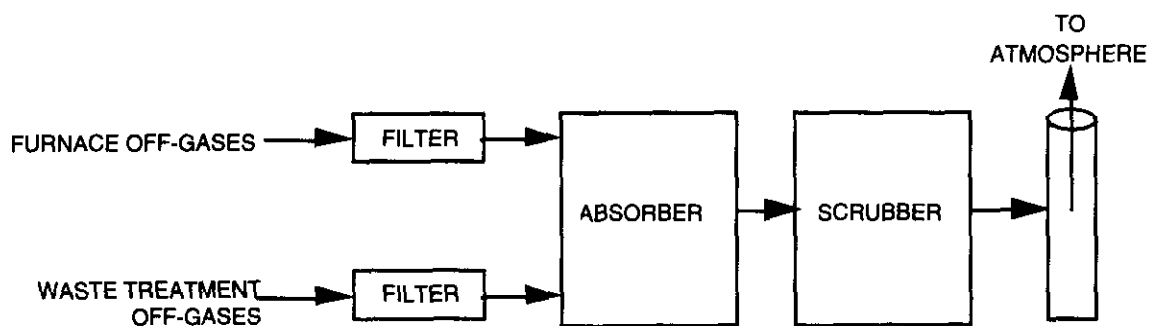 TO
ATMOSPHERE
FURNACE OFF-GASES
FILTER
ABSORBER
SCRUBBER
WASTE TREATMENT
OFF-GASES
FILTER